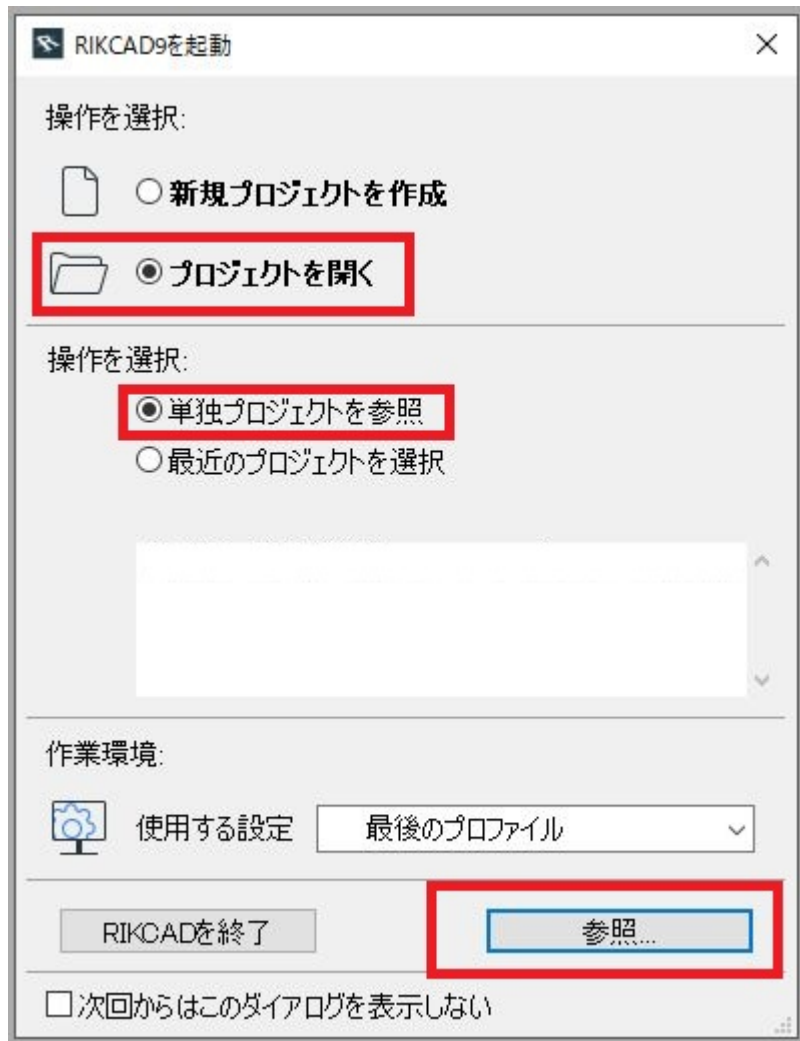 RIKCAD9を起動
操作を選択:
新規プロジェクトを作成
プロジェクトを開く
操作を選択:
単独プロジェクトを参照
最近のプロジェクトを選択
作業環境:
使用する設定 最後のプロファイル
RIKCADを終了 参照...
次回からはこのダイアログを表示しない